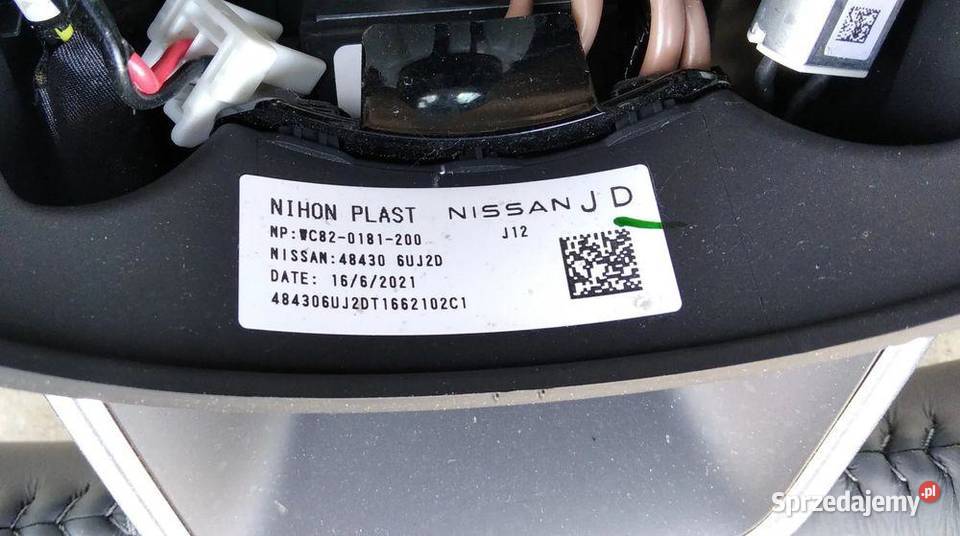 NIHON PLAST NISSAN J D
NP:WC82-0181-200 J12
NISSAN:48430 6UJ2D
DATE: 16/6/2021
484306UJ2DT1662102C1
Sprzedajemy.pl